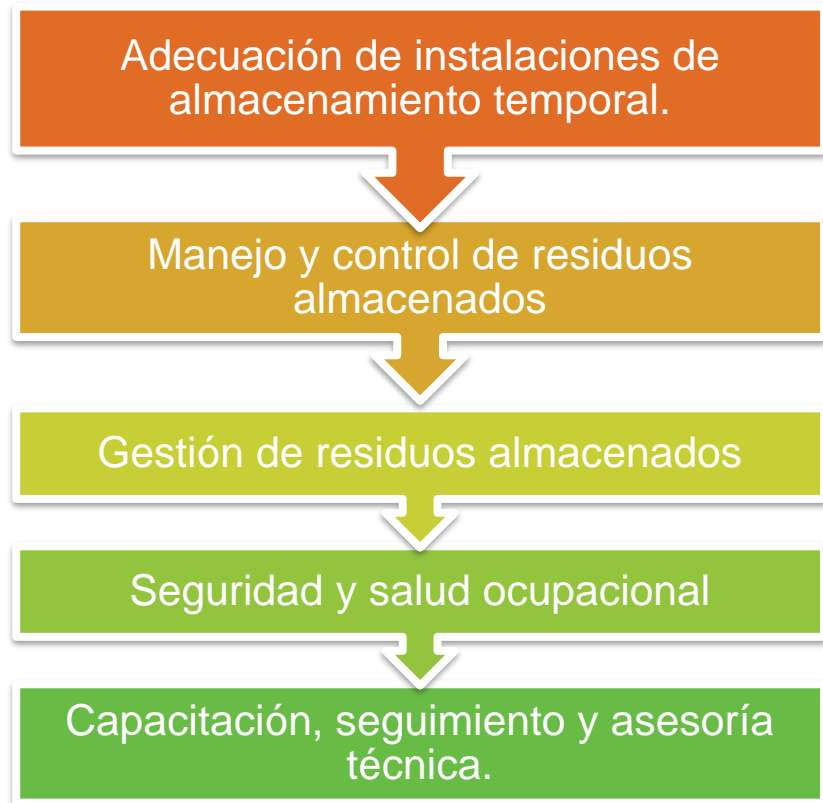 Adecuación de instalaciones de
almacenamiento temporal.
Manejo y control de residuos
almacenados
Gestión de residuos almacenados
Seguridad y salud ocupacional
Capacitación, seguimiento y asesoría
técnica.